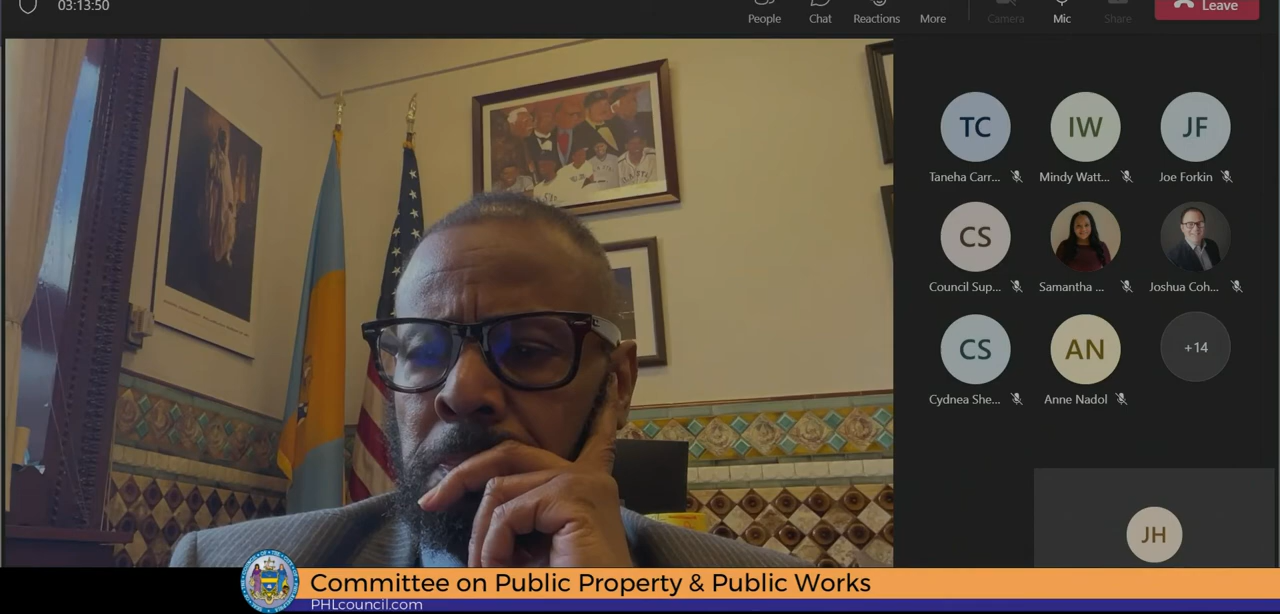 03:13:50
People Chat Reactions More Camera Mic Share Leave
TC IW JF
Taneha Carr... Mindy Watt... Joe Forkin
CS
Council Sup... Samantha ... Joshua Coh...
CS AN +14
Cydnea She... Anne Nadol
JH
Committee on Public Property & Public Works
PHLcouncil.com